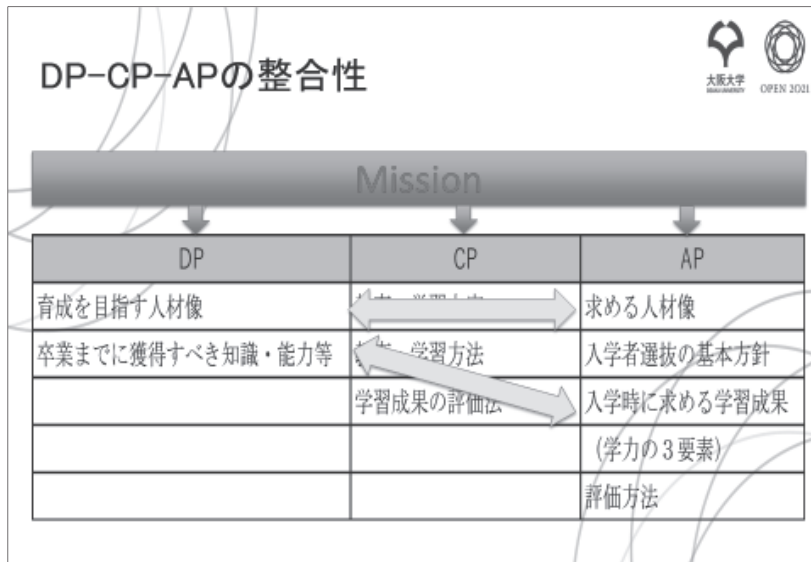 DP-CP-APの整合性
大阪大学
OSAKA UNIVERSITY
OPEN 2021
Mission
DP CP AP
育成を目指す人材像 求める人材像
卒業までに獲得すべき知識・能力等 学習方法 入学者選抜の基本方針
学習成果の評価法 入学時に求める学習成果
（学力の３要素）
評価方法